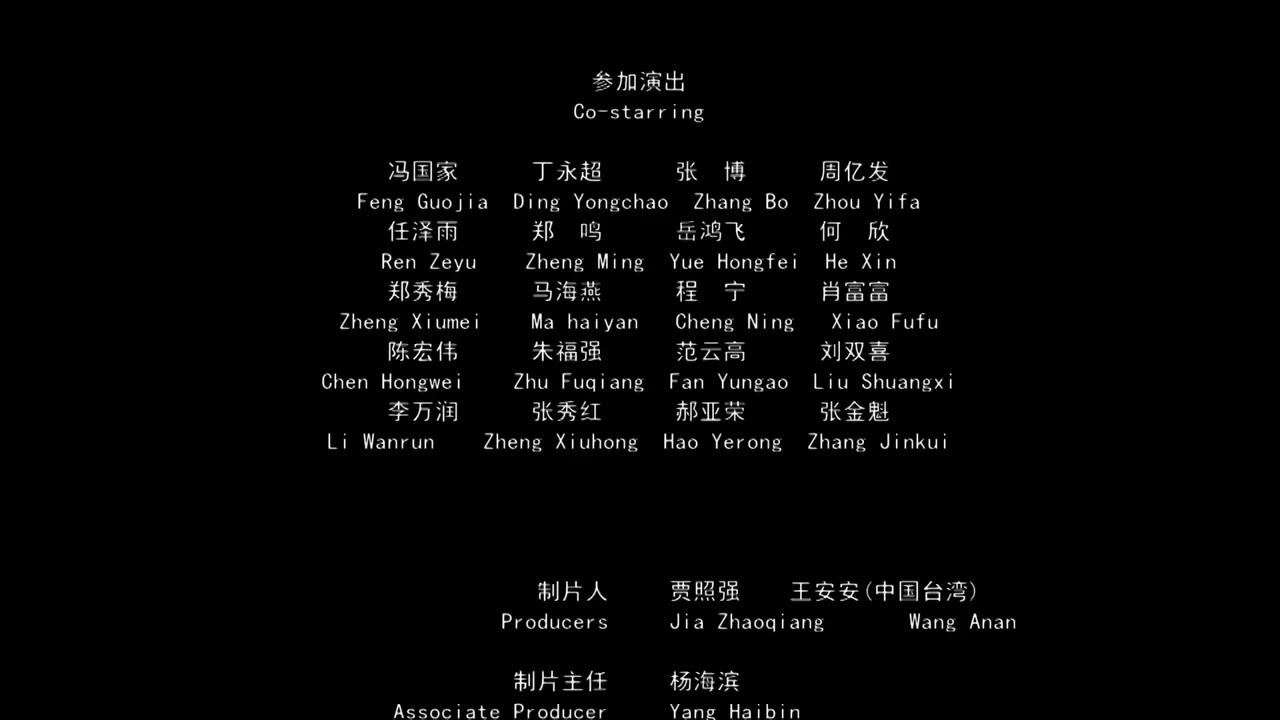 参加演出
Co-starring
冯国家 丁永超 张 博 周亿发
Feng Guojia Ding Yongchao Zhang Bo Zhou Yifa
任泽雨 郑 鸣 岳鸿飞 何 欣
Ren Zeyu Zheng Ming Yue Hongfei He Xin
郑秀梅 马海燕 程 宁 肖富富
Zheng Xiumei Ma haiyan Cheng Ning Xiao Fufu
陈宏伟 朱福强 范云高 刘双喜
Chen Hongwei Zhu Fuqiang Fan Yungao Liu Shuangxi
李万润 张秀红 郝亚荣 张金魁
Li Wanrun Zheng Xiuhong Hao Yerong Zhang Jinkui
制片人 贾照强 王安安(中国台湾)
Producers Jia Zhaoqiang Wang Anan
制片主任 杨海滨
Associate Producer Yang Haibin